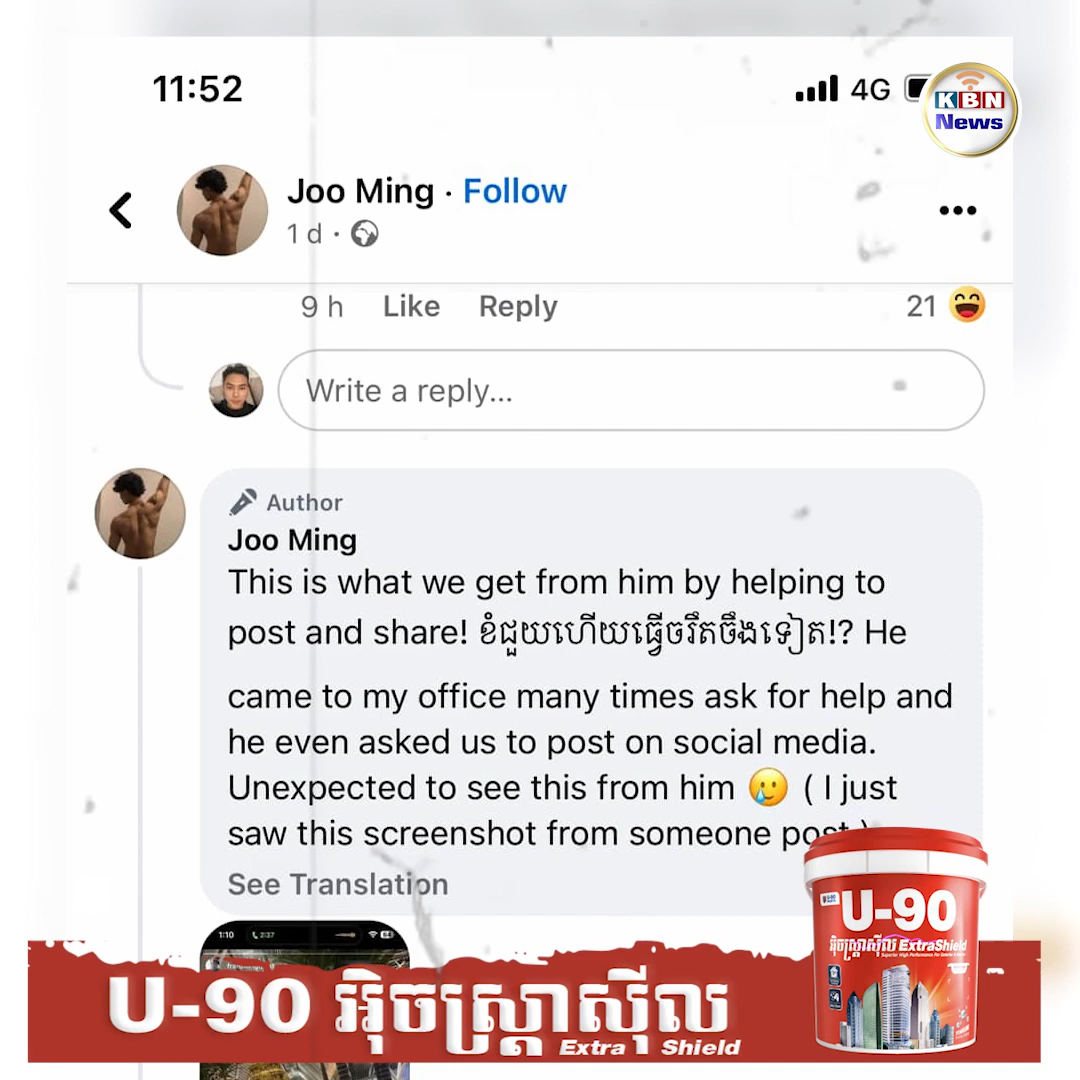 11:52
4G
KBN
News
Joo Ming · Follow
1 d ·
9 h Like Reply 21
Write a reply...
Author
Joo Ming
This is what we get from him by helping to
post and share! ខំជួយហើយធ្វើចរឹតចឹងទៀត!? He
came to my office many times ask for help and
he even asked us to post on social media.
Unexpected to see this from him 🥲 ( I just
saw this screenshot from someone post )
See Translation
1:10 2:37
U-90
អ៊ិចស្ត្រាស៊ីល ExtraShield
U-90 អ៊ិចស្ត្រាស៊ីល
Extra Shield